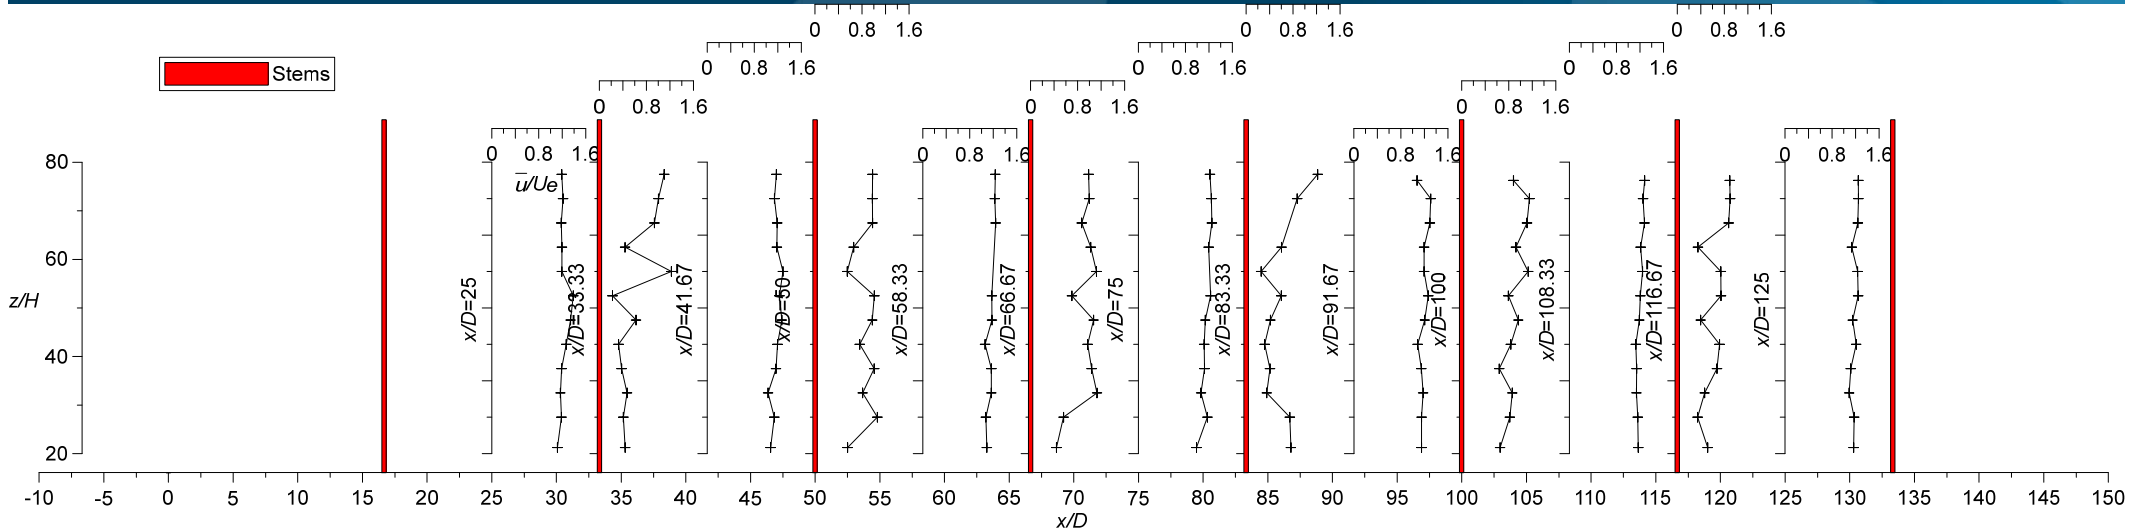 0 0.8 1.6 0 0.8 1.6 0 0.8 1.6
0 0.8 1.6 0 0.8 1.6 0 0.8 1.6
Stems
0 0.8 1.6 0 0.8 1.6 0 0.8 1.6
0 0.8 1.6 0 0.8 1.6 0 0.8 1.6 0 0.8 1.6
u̅/Ue
80
60
z/H
40
20
x/D=25
x/D=33.33
x/D=41.67
x/D=50
x/D=58.33
x/D=66.67
x/D=75
x/D=83.33
x/D=91.67
x/D=100
x/D=108.33
x/D=116.67
x/D=125
-10 -5 0 5 10 15 20 25 30 35 40 45 50 55 60 65 70 75 80 85 90 95 100 105 110 115 120 125 130 135 140 145 150
x/D